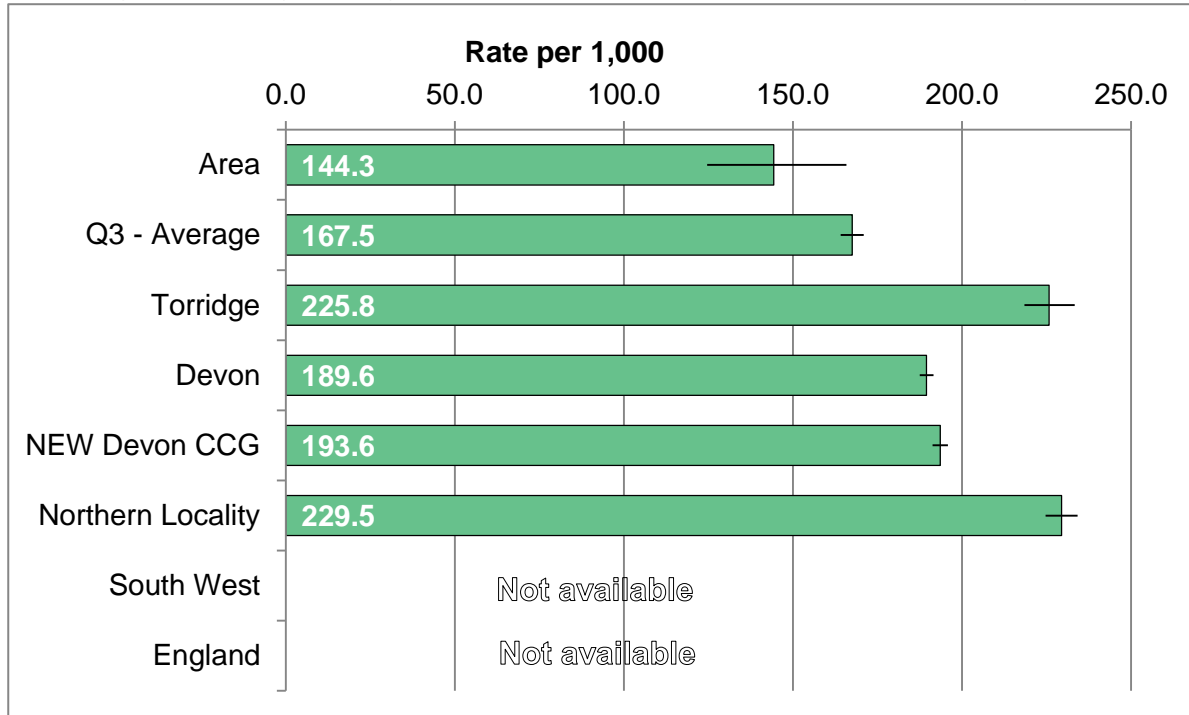 Rate per 1,000
0.0 50.0 100.0 150.0 200.0 250.0
Area 144.3
Q3 - Average 167.5
Torridge 225.8
Devon 189.6
NEW Devon CCG 193.6
Northern Locality 229.5
South West Not available
England Not available